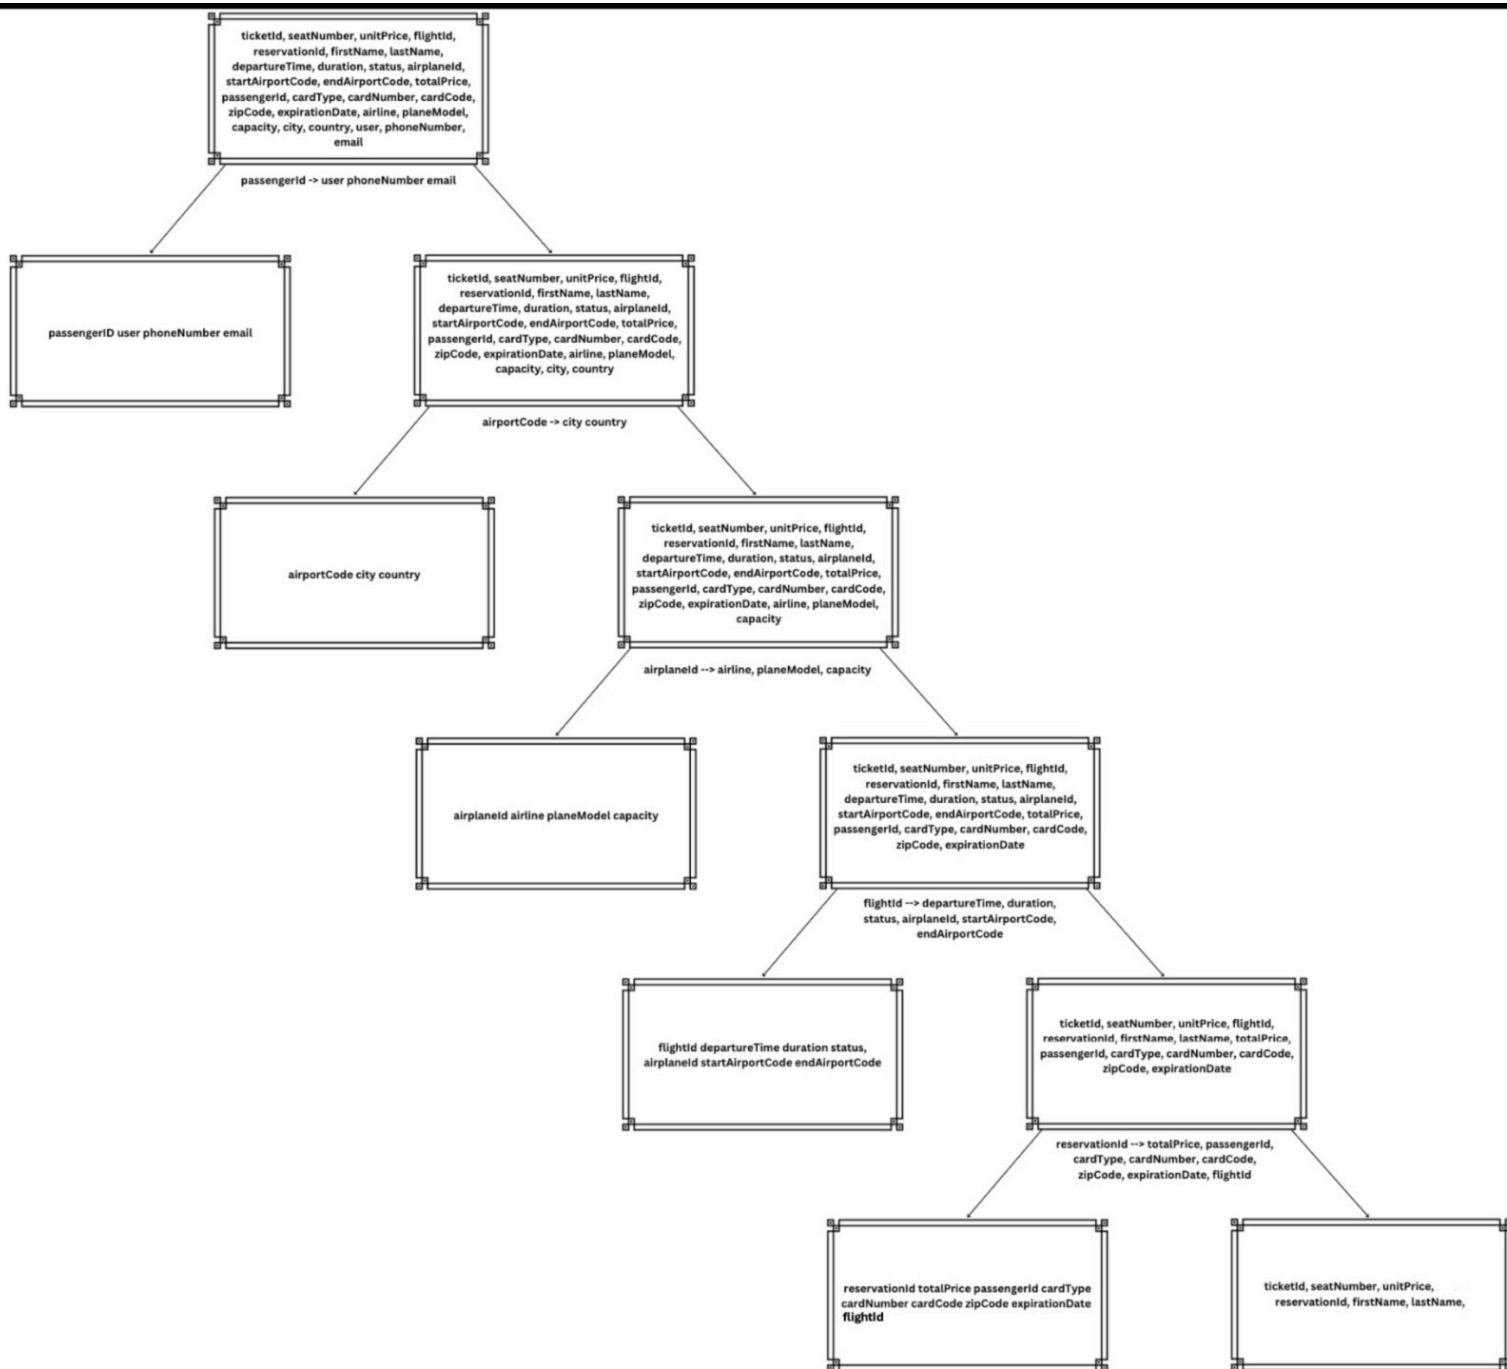 ticketId, seatNumber, unitPrice, flightId,
reservationId, firstName, lastName,
departureTime, duration, status, airplaneId,
startAirportCode, endAirportCode, totalPrice,
passengerId, cardType, cardNumber, cardCode,
zipCode, expirationDate, airline, planeModel,
capacity, city, country, user, phoneNumber,
email
passengerId -> user phoneNumber email
passengerID user phoneNumber email
ticketId, seatNumber, unitPrice, flightId,
reservationId, firstName, lastName,
departureTime, duration, status, airplaneId,
startAirportCode, endAirportCode, totalPrice,
passengerId, cardType, cardNumber, cardCode,
zipCode, expirationDate, airline, planeModel,
capacity, city, country
airportCode -> city country
airportCode city country
ticketId, seatNumber, unitPrice, flightId,
reservationId, firstName, lastName,
departureTime, duration, status, airplaneId,
startAirportCode, endAirportCode, totalPrice,
passengerId, cardType, cardNumber, cardCode,
zipCode, expirationDate, airline, planeModel,
capacity
airplaneId --> airline, planeModel, capacity
airplaneId airline planeModel capacity
ticketId, seatNumber, unitPrice, flightId,
reservationId, firstName, lastName,
departureTime, duration, status, airplaneId,
startAirportCode, endAirportCode, totalPrice,
passengerId, cardType, cardNumber, cardCode,
zipCode, expirationDate
flightId --> departureTime, duration,
status, airplaneId, startAirportCode,
endAirportCode
flightId departureTime duration status,
airplaneId startAirportCode endAirportCode
ticketId, seatNumber, unitPrice, flightId,
reservationId, firstName, lastName, totalPrice,
passengerId, cardType, cardNumber, cardCode,
zipCode, expirationDate
reservationId --> totalPrice, passengerId,
cardType, cardNumber, cardCode,
zipCode, expirationDate, flightId
reservationId totalPrice passengerId cardType
cardNumber cardCode zipCode expirationDate
flightId
ticketId, seatNumber, unitPrice,
reservationId, firstName, lastName,